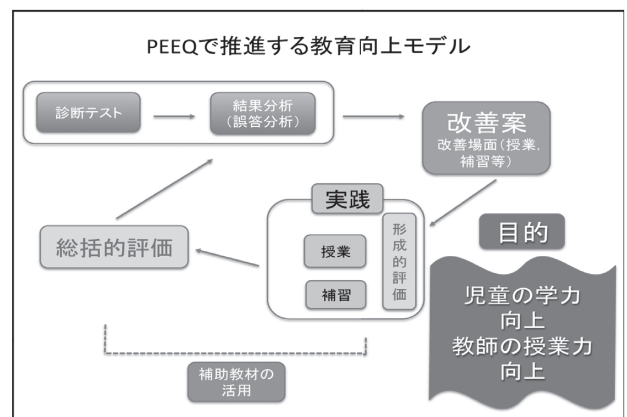 PEEQで推進する教育向上モデル
診断テスト
結果分析
(誤答分析)
改善案
改善場面(授業,
補習等)
実践
授業
補習
形成的評価
総括的評価
目的
児童の学力
向上
教師の授業力
向上
補助教材の
活用